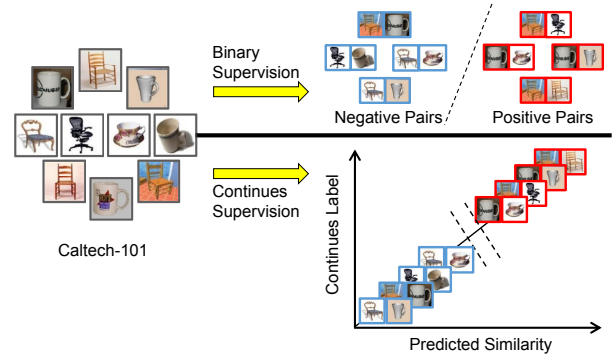 Binary
Supervision
Negative Pairs
Positive Pairs
Continues
Supervision
Caltech-101
Continues Label
Predicted Similarity